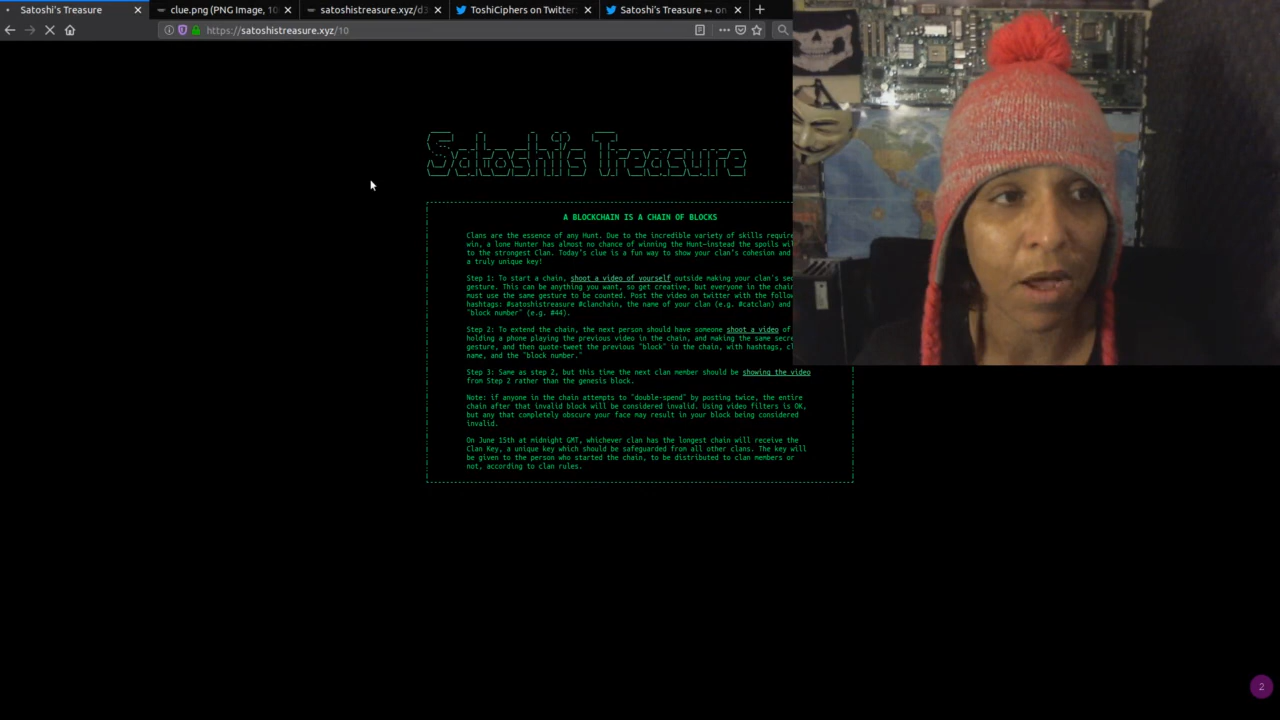 Satoshi's Treasure
clue.png (PNG Image, 10
satoshistreasure.xyz/d3
ToshiCiphers on Twitter:
Satoshi's Treasure 🗝 on
https://satoshistreasure.xyz/10
Satoshi's Treasure
A BLOCKCHAIN IS A CHAIN OF BLOCKS
Clans are the essence of any Hunt. Due to the incredible variety of skills require
win, a lone Hunter has almost no chance of winning the Hunt—instead the spoils wil
to the strongest Clan. Today's clue is a fun way to show your clan's cohesion and
a truly unique key!
Step 1: To start a chain, shoot a video of yourself outside making your clan's sec
gesture. This can be anything you want, so get creative, but everyone in the chain
must use the same gesture to be counted. Post the video on twitter with the follow
hashtags: #satoshistreasure #clanchain, the name of your clan (e.g. #catclan) and
"block number" (e.g. #44).
Step 2: To extend the chain, the next person should have someone shoot a video of
holding a phone playing the previous video in the chain, and making the same secre
gesture, and then quote-tweet the previous "block" in the chain, with hashtags, cl
name, and the "block number."
Step 3: Same as step 2, but this time the next clan member should be showing the video
from Step 2 rather than the genesis block.
Note: if anyone in the chain attempts to "double-spend" by posting twice, the entire
chain after that invalid block will be considered invalid. Using video filters is OK,
but any that completely obscure your face may result in your block being considered
invalid.
On June 15th at midnight GMT, whichever clan has the longest chain will receive the
Clan Key, a unique key which should be safeguarded from all other clans. The key will
be given to the person who started the chain, to be distributed to clan members or
not, according to clan rules.
2